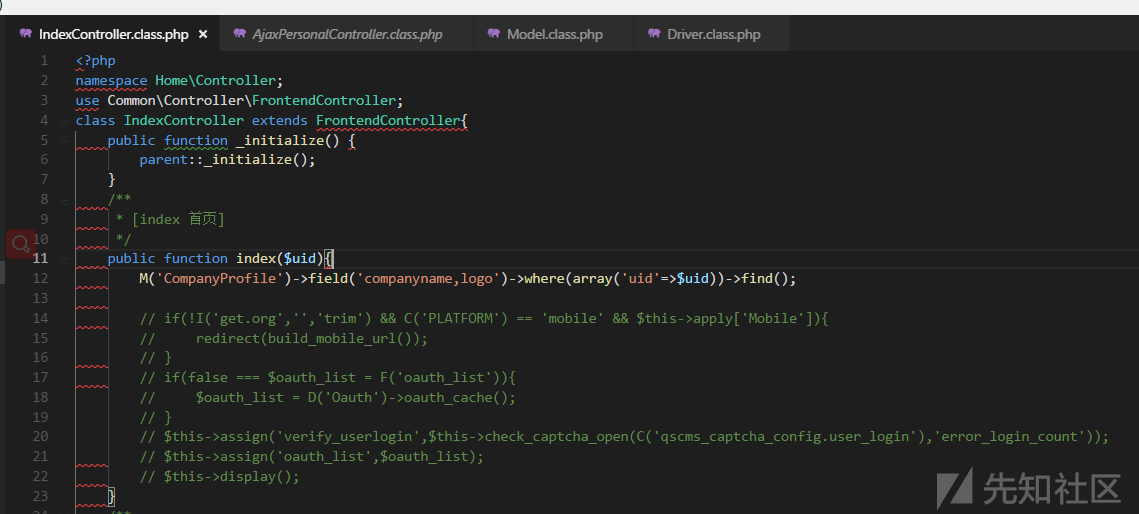 IndexController.class.php ×
AjaxPersonalController.class.php
Model.class.php
Driver.class.php
1 <?php
2 namespace Home\Controller;
3 use Common\Controller\FrontendController;
4 class IndexController extends FrontendController{
5 public function _initialize() {
6 parent::_initialize();
7 }
8 /**
9 * [index 首页]
10 */
11 public function index($uid){
12 M('CompanyProfile')->field('companyname,logo')->where(array('uid'=>$uid))->find();
13
14 // if(!I('get.org','','trim') && C('PLATFORM') == 'mobile' && $this->apply['Mobile']){
15 // redirect(build_mobile_url());
16 // }
17 // if(false === $oauth_list = F('oauth_list')){
18 // $oauth_list = D('Oauth')->oauth_cache();
19 // }
20 // $this->assign('verify_userlogin',$this->check_captcha_open(C('qscms_captcha_config.user_login'),'error_login_count'));
21 // $this->assign('oauth_list',$oauth_list);
22 // $this->display();
23 }
先知社区